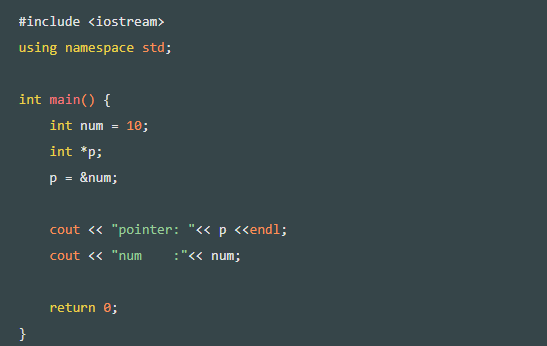 #include <iostream>
using namespace std;
int main() {
    int num = 10;
    int *p;
    p = &num;
    cout << "pointer: "<< p <<endl;
    cout << "num    :"<< num;
    return 0;
}